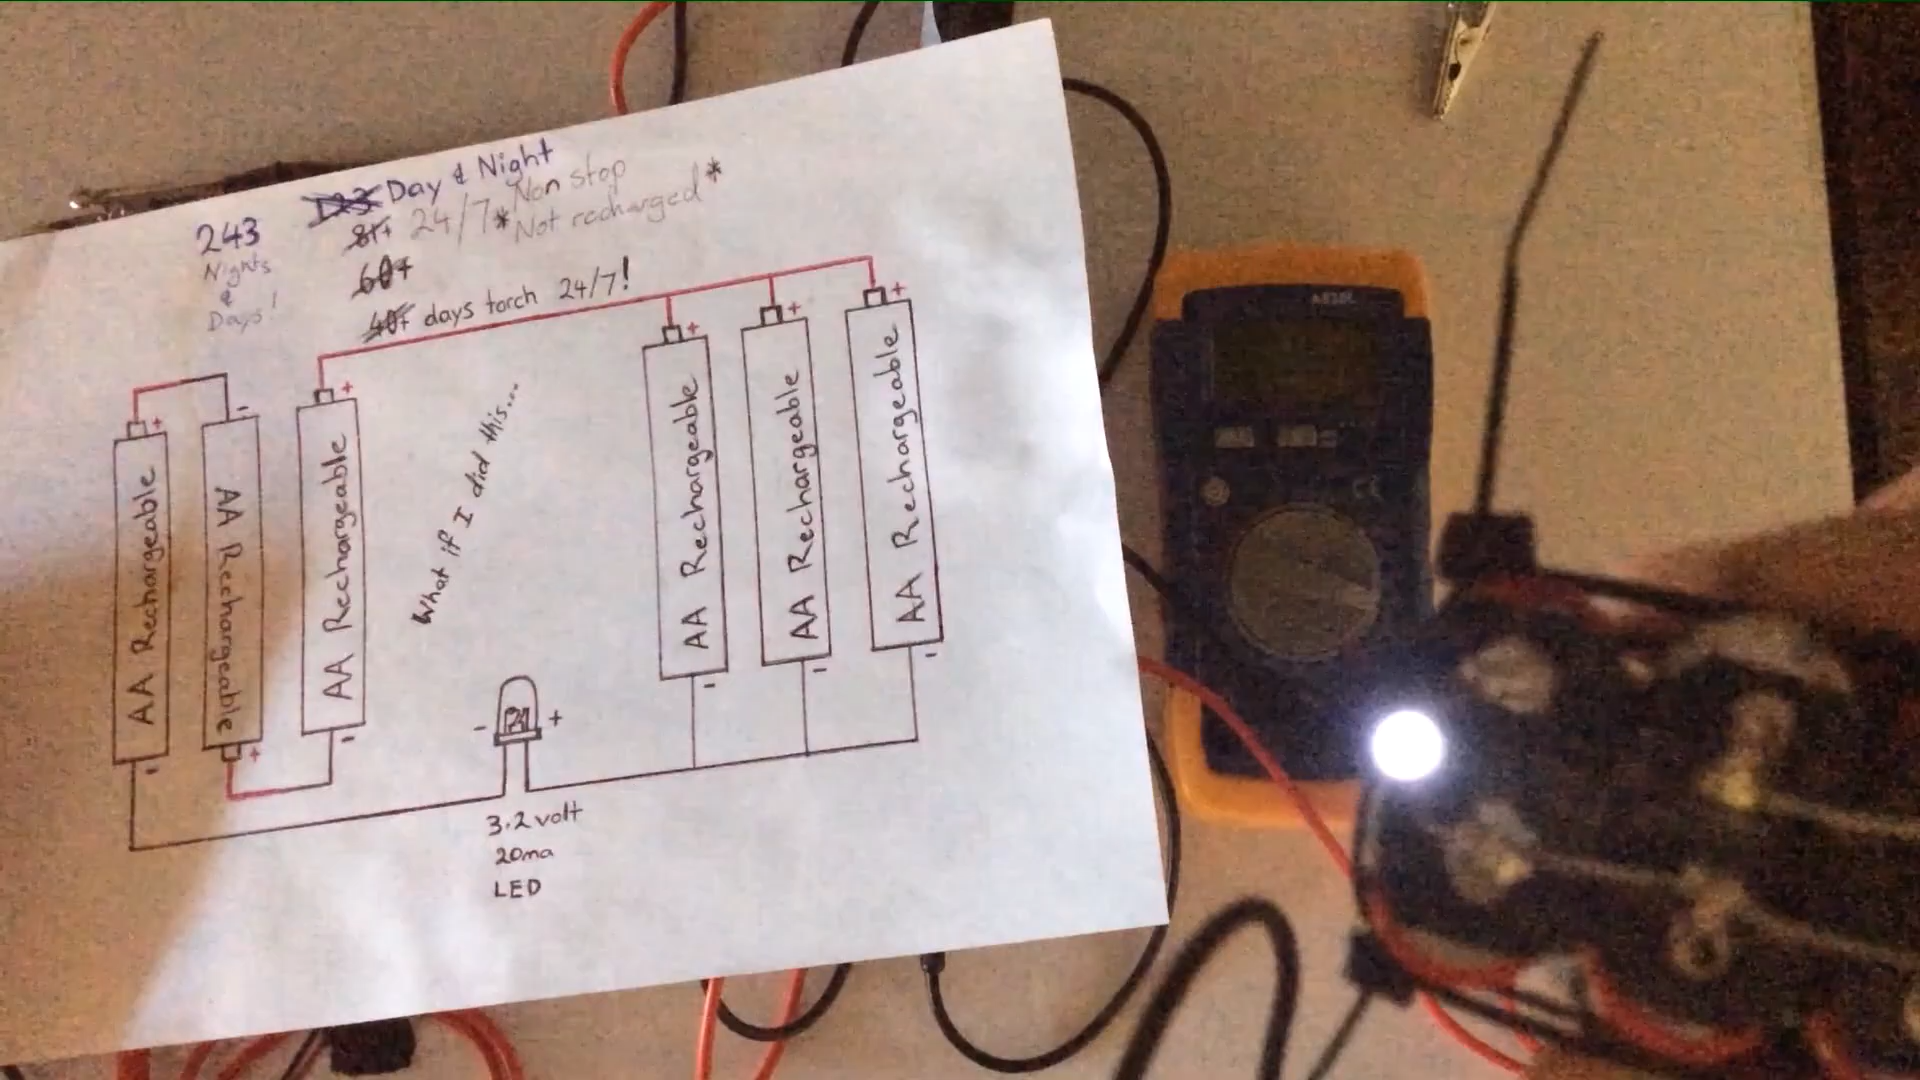 243
Nights
&
Days!
123 Day & Night
81+ 24/7* Non stop
Not recharged*
60+
40+ days torch 24/7!
+
-
+
+
+
+
AA Rechargeable
AA Rechargeable
AA Rechargeable
What if I did this...
AA Rechargeable
AA Rechargeable
AA Rechargeable
-
+
-
-
+
-
-
-
3.2 volt
20ma
LED